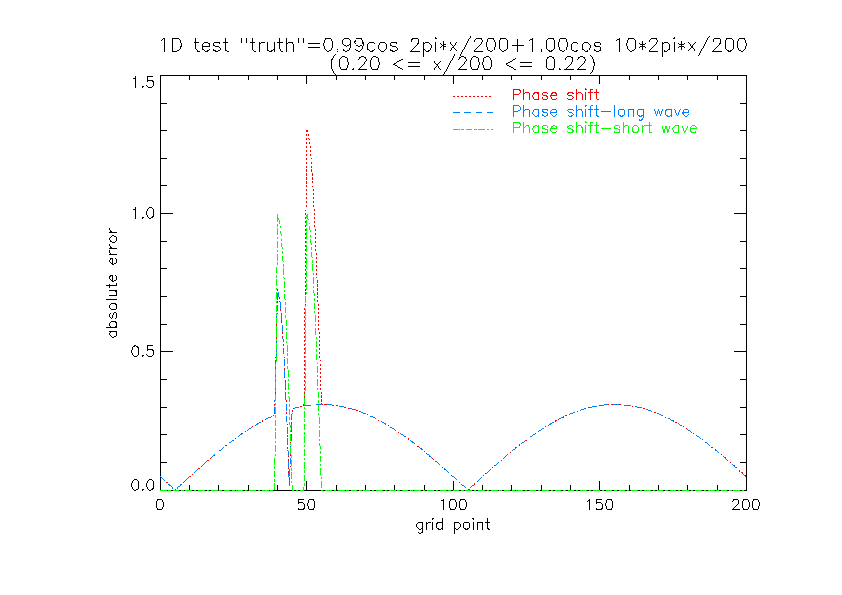 1D test "truth"=0.99cos 2pi*x/200+1.00cos 10*2pi*x/200
(0.20 <= x/200 <= 0.22)
Phase shift
Phase shift-long wave
Phase shift-short wave
1.5
1.0
0.5
0.0
absolute error
0 50 100 150 200
grid point